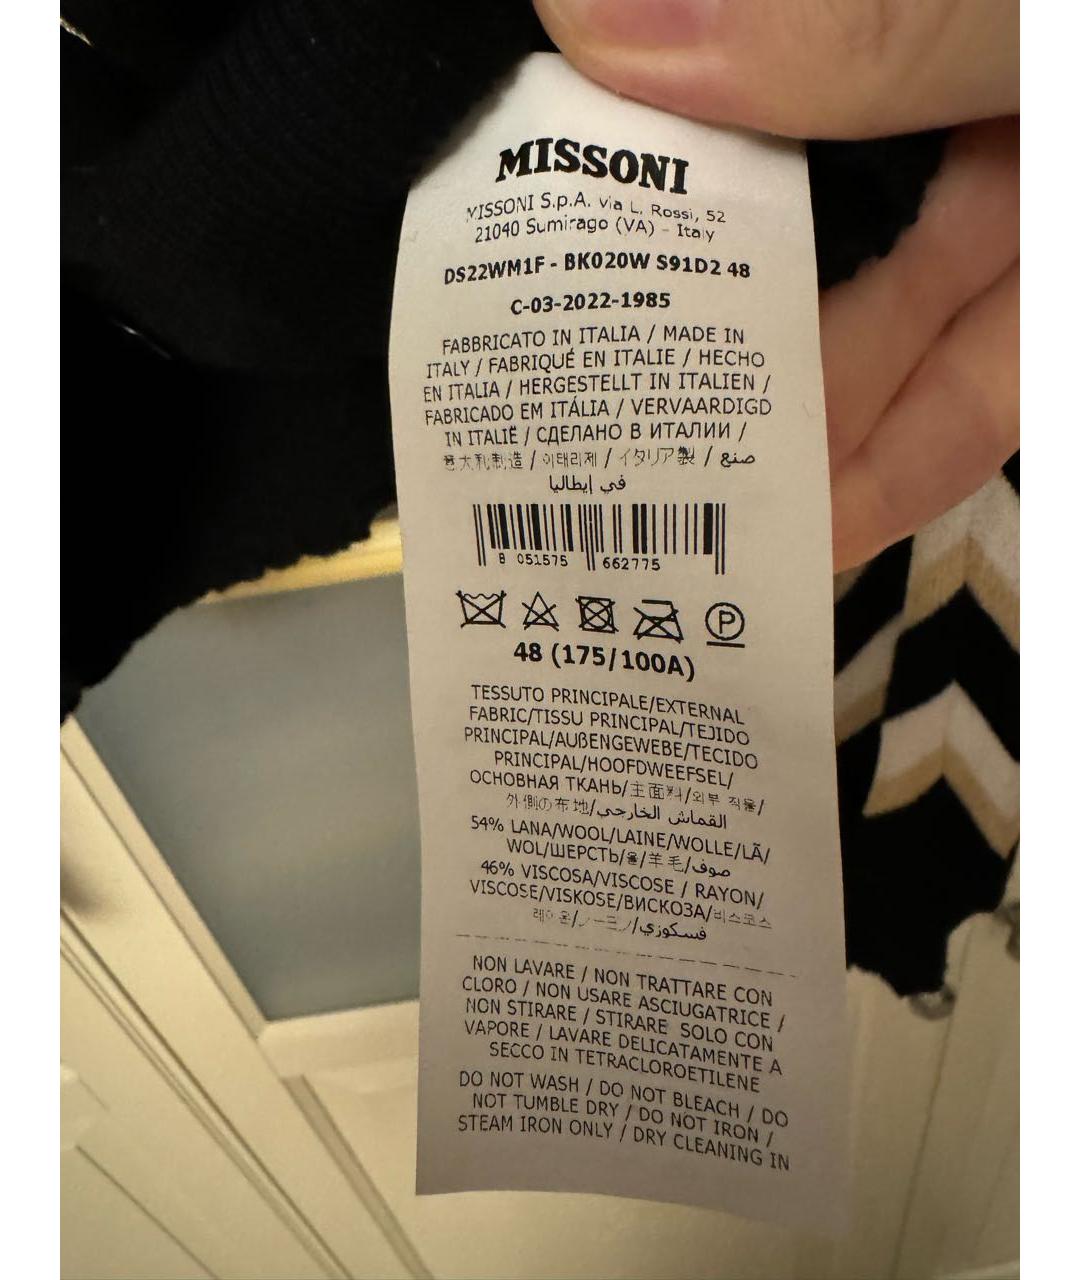 MISSONI
MISSONI S.p.A. via L. Rossi, 52
21040 Sumirago (VA) - Italy
DS22WM1F - BK020W S91D2 48
C-03-2022-1985
FABBRICATO IN ITALIA / MADE IN
ITALY / FABRIQUÉ EN ITALIE / HECHO
EN ITALIA / HERGESTELLT IN ITALIEN /
FABRICADO EM ITÁLIA / VERVAARDIGD
IN ITALIË / СДЕЛАНО В ИТАЛИИ /
意大利制造 / 이태리제 / イタリア製 / صنع
في إيطاليا
8 051575 662775
P
48 (175/100A)
TESSUTO PRINCIPALE/EXTERNAL
FABRIC/TISSU PRINCIPAL/TEJIDO
PRINCIPAL/AUßENGEWEBE/TECIDO
PRINCIPAL/HOOFDWEEFSEL/
ОСНОВНАЯ ТКАНЬ/主面料/외부 직물/
外側の布地/القماش الخارجي
54% LANA/WOOL/LAINE/WOLLE/LÃ/
WOL/ШЕРСТЬ/울/羊毛/صوف
46% VISCOSA/VISCOSE / RAYON/
VISCOSE/VISKOSE/ВИСКОЗА/비스코스
레이온/فسكوزي
NON LAVARE / NON TRATTARE CON
CLORO / NON USARE ASCIUGATRICE /
NON STIRARE / STIRARE SOLO CON
VAPORE / LAVARE DELICATAMENTE A
SECCO IN TETRACLOROETILENE
DO NOT WASH / DO NOT BLEACH / DO
NOT TUMBLE DRY / DO NOT IRON /
STEAM IRON ONLY / DRY CLEANING IN